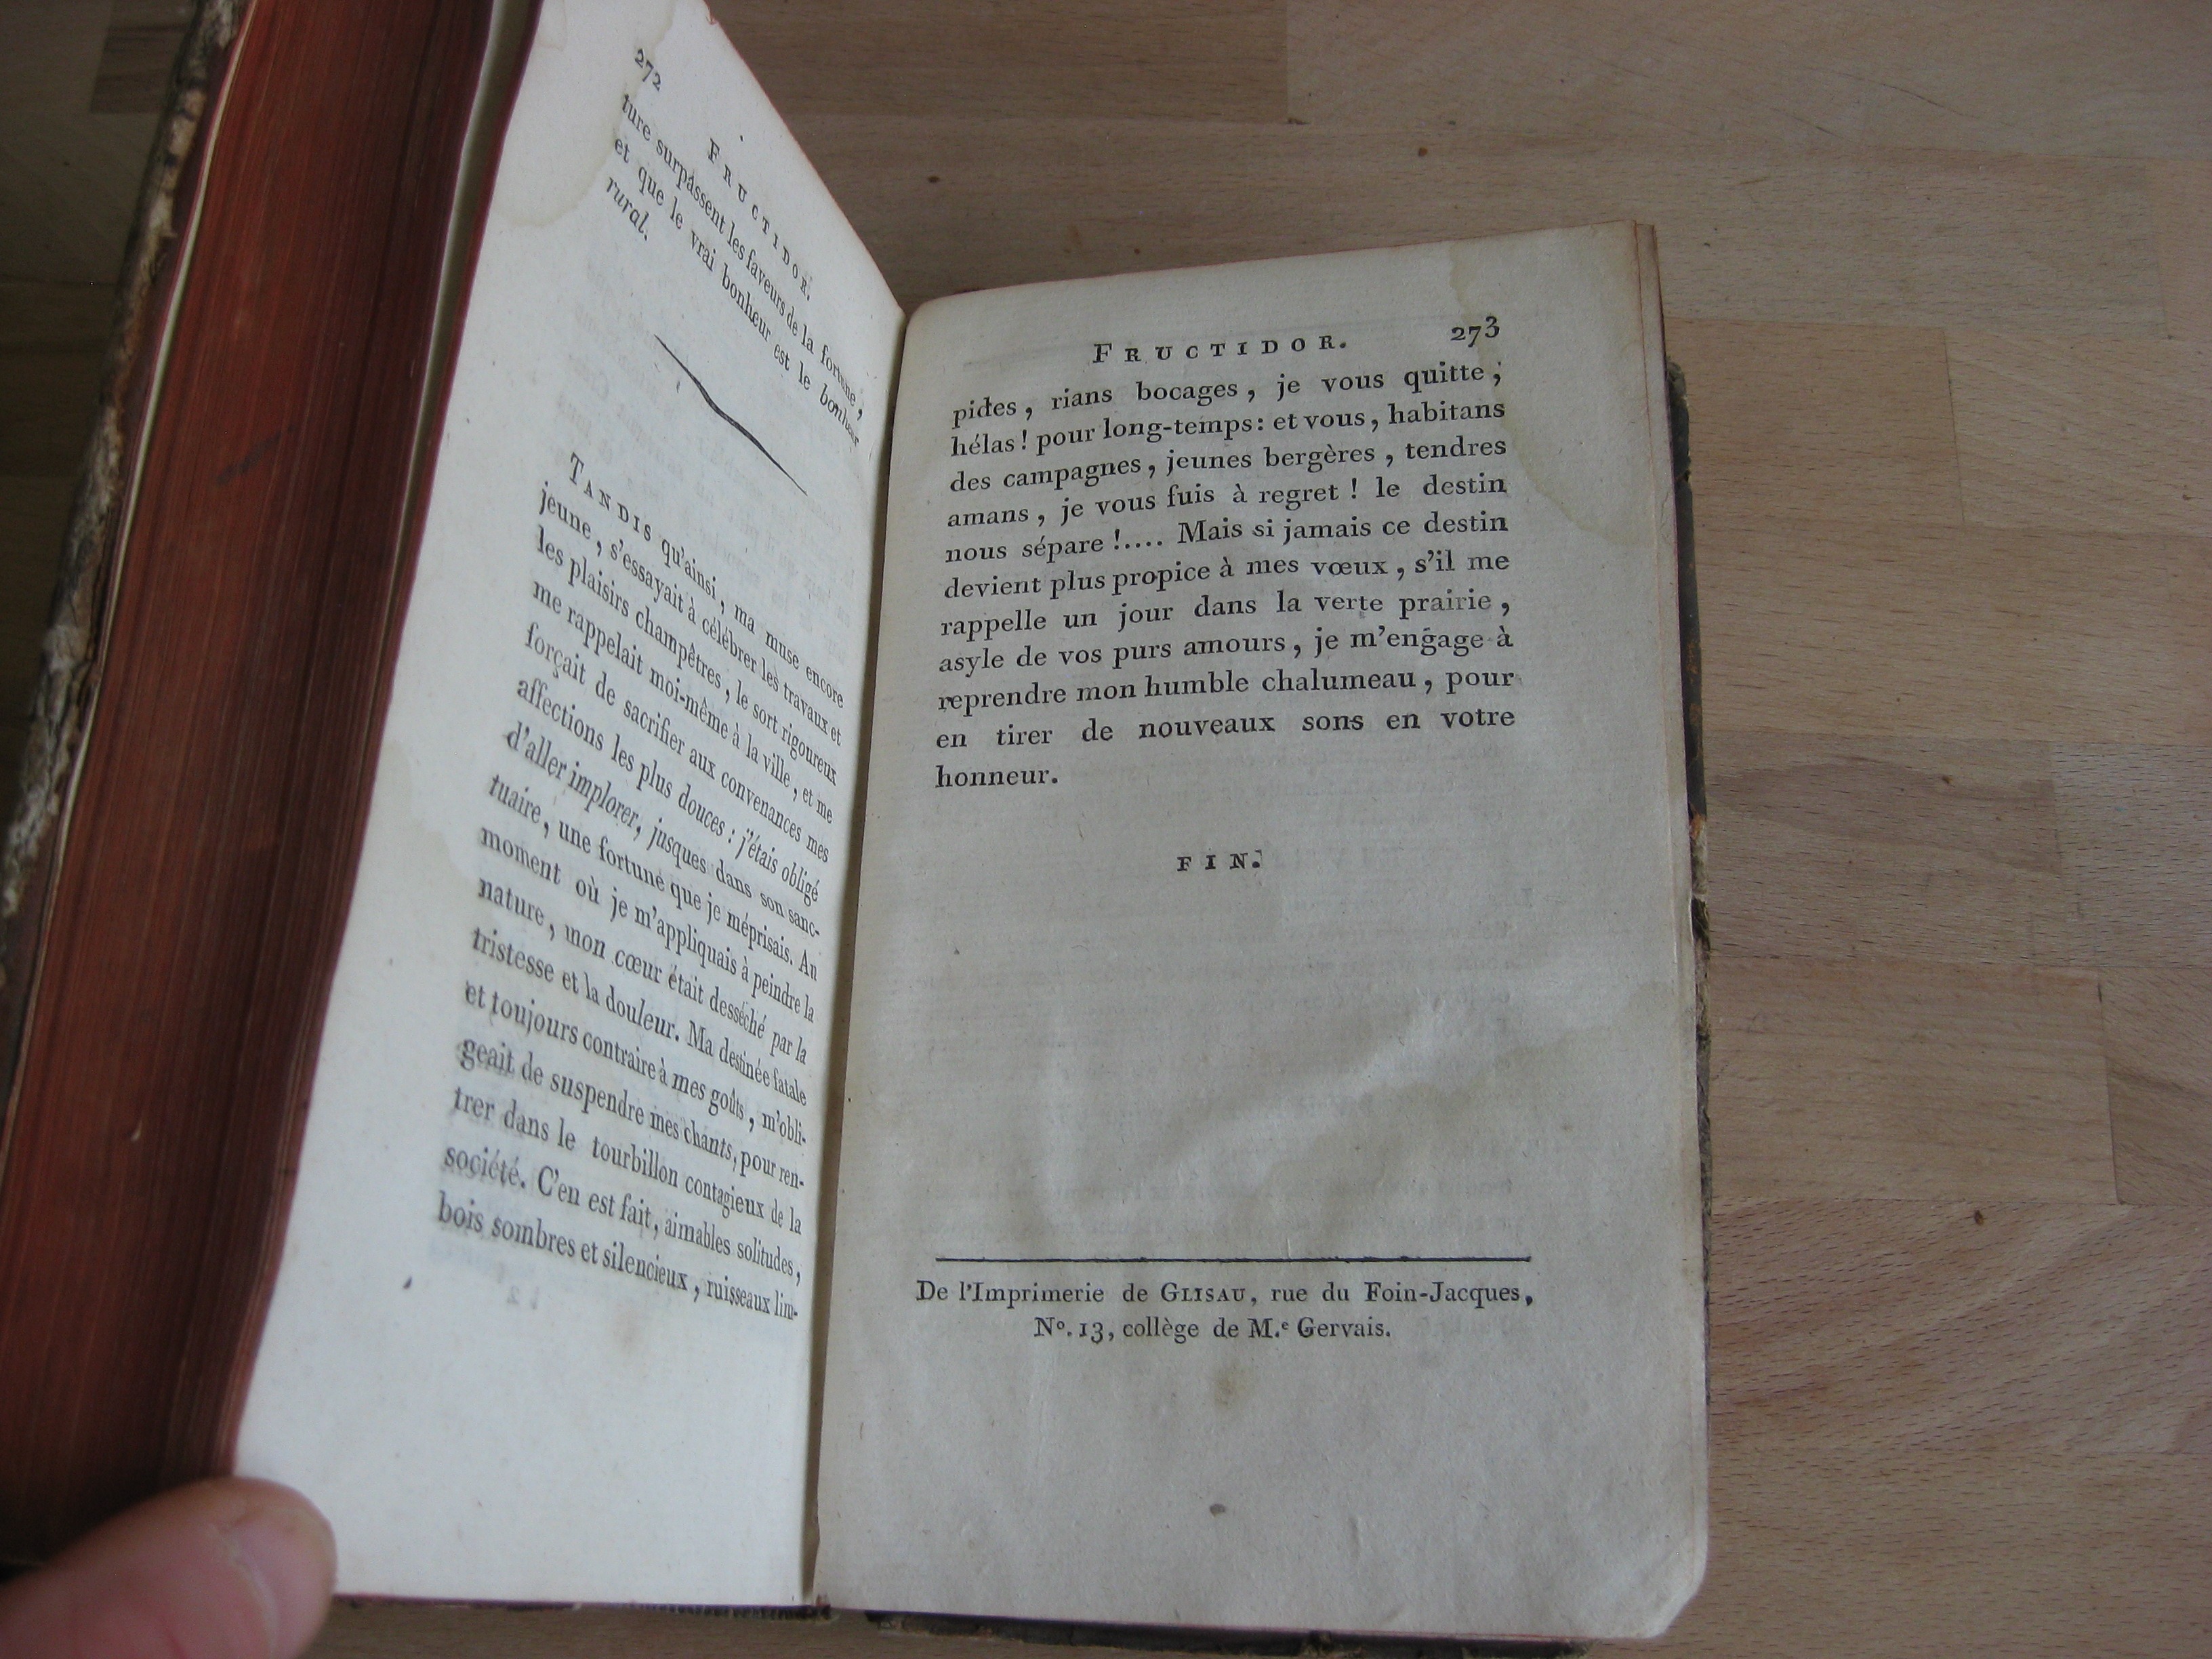 272
FRUCTIDOR.
ture surpassent les faveurs de la fortune,
et que le vrai bonheur est le bonheur
rural.
TANDIS qu'ainsi, ma muse encore
jeune, s'essayait à célébrer les travaux et
les plaisirs champêtres, le sort rigoureux
me rappelait moi-même à la ville, et me
forçait de sacrifier aux convenances mes
affections les plus douces : j'étais obligé
d'aller implorer, jusques dans son sanc-
tuaire, une fortune que je méprisais. Au
moment où je m'appliquais à peindre la
nature, mon cœur était desséché par la
tristesse et la douleur. Ma destinée fatale
et toujours contraire à mes goûts, m'obli-
geait de suspendre mes chants, pour ren-
trer dans le tourbillon contagieux de la
société. C'en est fait, aimables solitudes,
bois sombres et silencieux, ruisseaux lim-
FRUCTIDOR. 273
pides, rians bocages, je vous quitte,
hélas ! pour long-temps : et vous, habitans
des campagnes, jeunes bergères, tendres
amans, je vous fuis à regret ! le destin
nous sépare !.... Mais si jamais ce destin
devient plus propice à mes vœux, s'il me
rappelle un jour dans la verte prairie,
asyle de vos purs amours, je m'engage à
reprendre mon humble chalumeau, pour
en tirer de nouveaux sons en votre
honneur.
FIN.
De l'Imprimerie de GLISAU, rue du Foin-Jacques,
N°. 13, collège de M.e Gervais.